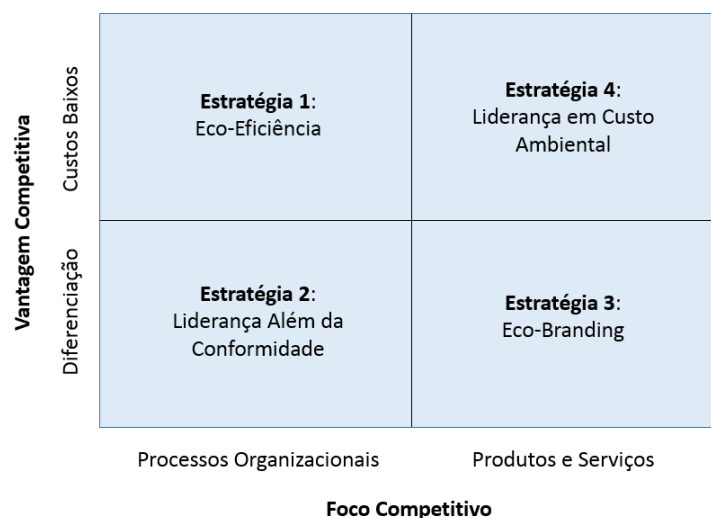 Vantagem Competitiva
Custos Baixos
Diferenciação
Estratégia 1:
Eco-Eficiência
Estratégia 4:
Liderança em Custo
Ambiental
Estratégia 2:
Liderança Além da
Conformidade
Estratégia 3:
Eco-Branding
Processos Organizacionais
Produtos e Serviços
Foco Competitivo